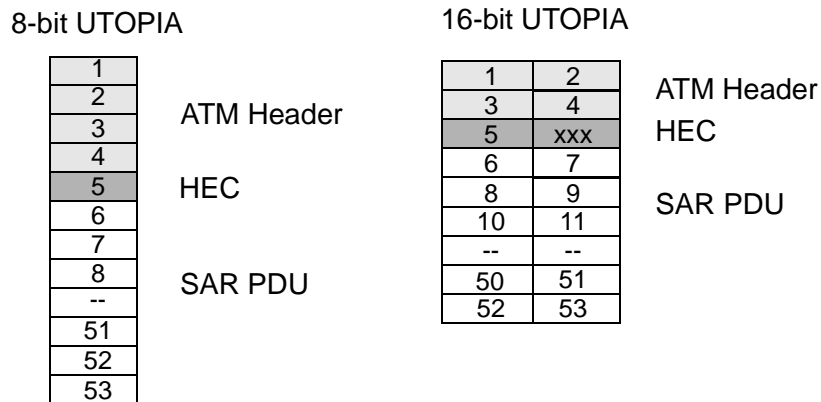 8-bit UTOPIA
1
2
3
4
5
6
7
8
--
51
52
53
ATM Header
HEC
SAR PDU
16-bit UTOPIA
1 2
3 4
5 xxx
6 7
8 9
10 11
-- --
50 51
52 53
ATM Header
HEC
SAR PDU